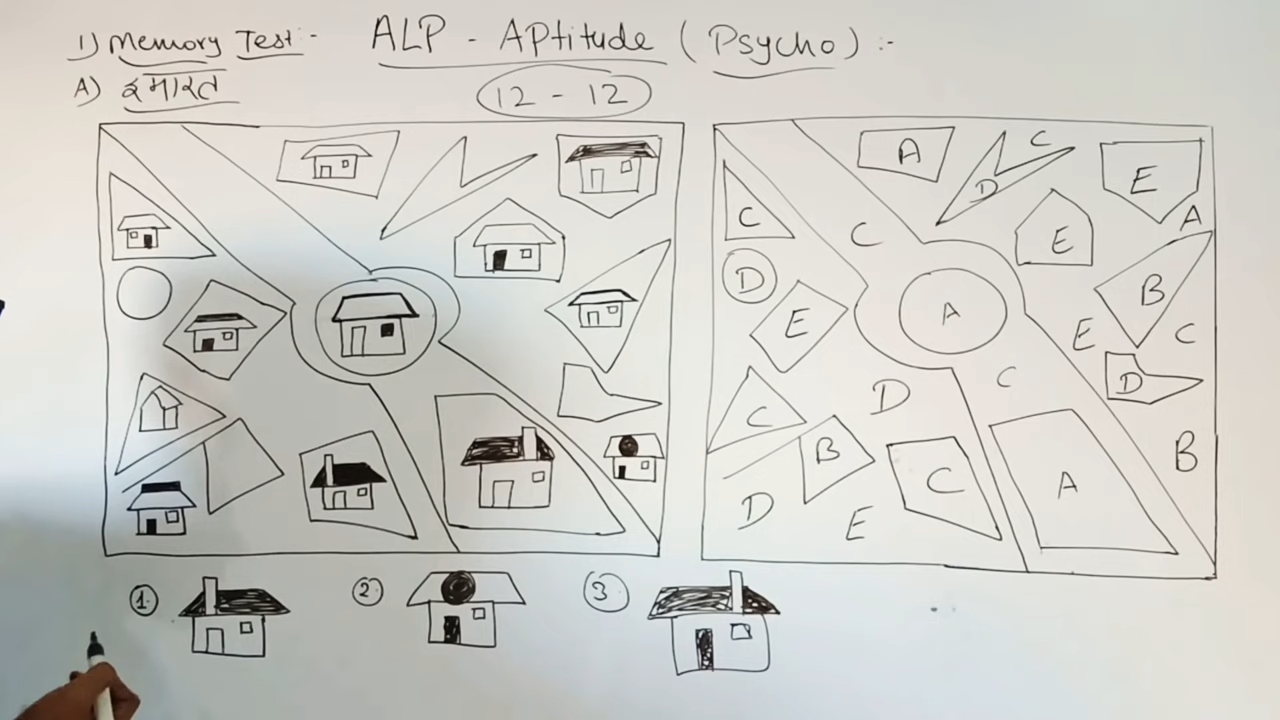 1) Memory Test:- ALP - APtitude (Psycho) :-
A) इमारत
12 - 12
A C
D
E
C A
C E
D B
E A E C
D
C D C
B B
C A
D E
1. 2 3.